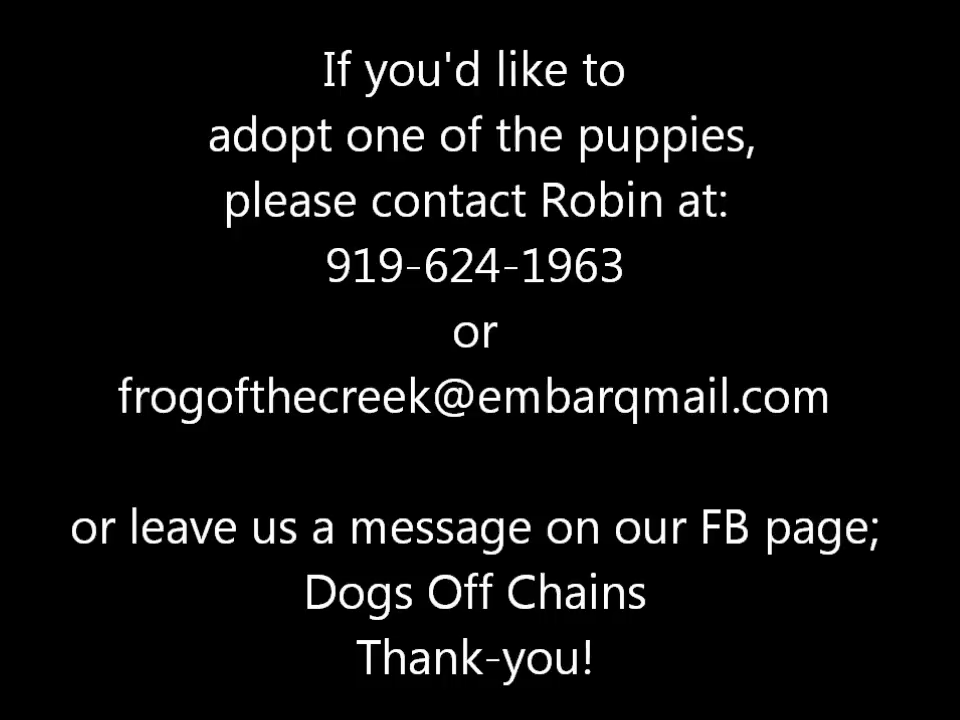 If you'd like to
adopt one of the puppies,
please contact Robin at:
919-624-1963
or
frogofthecreek@embarqmail.com
or leave us a message on our FB page;
Dogs Off Chains
Thank-you!